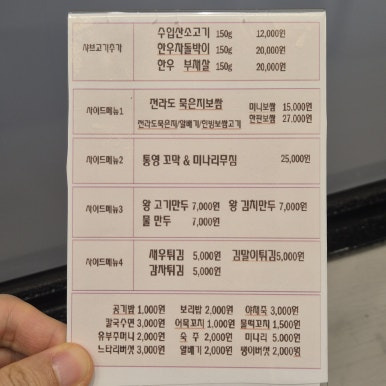 샤브고기추가
수입산소고기 150g 12,000원
한우차돌박이 150g 20,000원
한우 부채살 150g 20,000원
사이드메뉴1
전라도 묵은지보쌈 미니보쌈 15,000원
전라도묵은지/알배기/한방보쌈고기 한판보쌈 27,000원
사이드메뉴2
통영 꼬막 & 미나리무침 25,000원
사이드메뉴3
왕 고기만두 7,000원 왕 김치만두 7,000원
물 만두 7,000원
사이드메뉴4
새우튀김 5,000원 김말이튀김 5,000원
감자튀김 5,000원
공기밥 1,000원 보리밥 2,000원 야채죽 3,000원
칼국수면 3,000원 어묵꼬치 1,000원 물떡꼬치 1,500원
유부주머니 2,000원 숙 주 2,000원 미나리 5,000원
느타리버섯 3,000원 알배기 2,000원 팽이버섯 2,000원